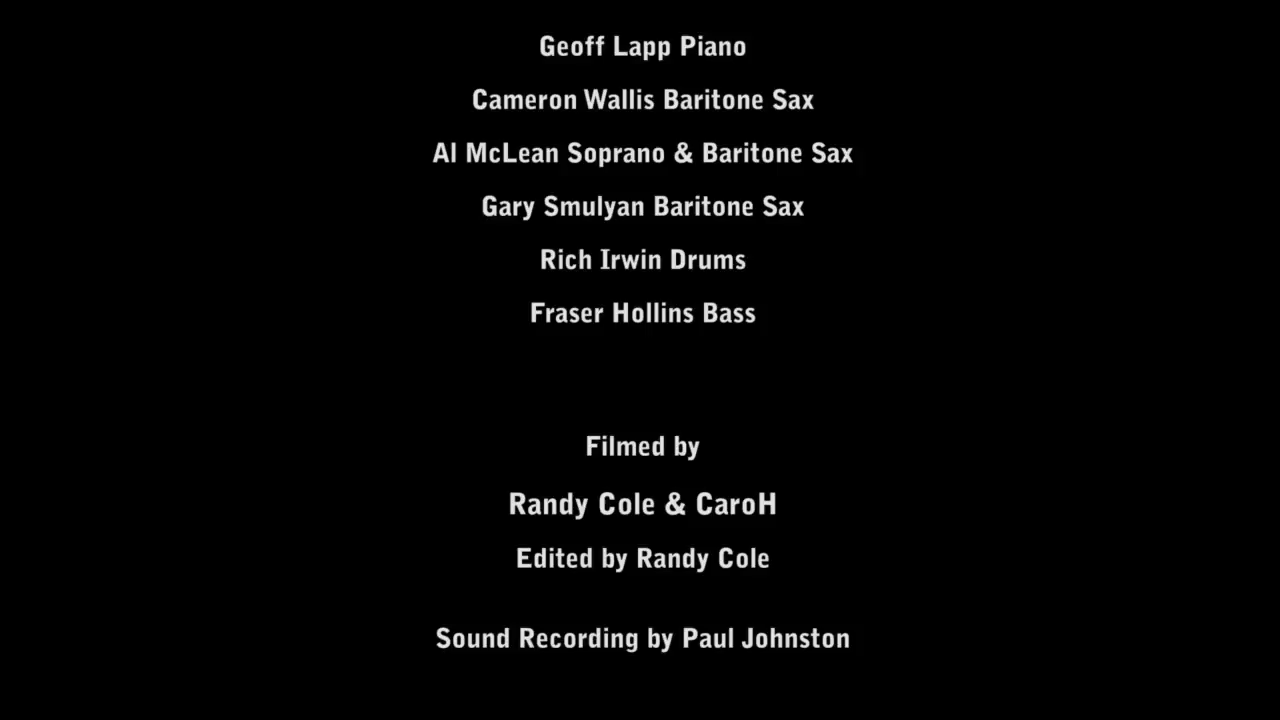 Geoff Lapp Piano
Cameron Wallis Baritone Sax
Al McLean Soprano & Baritone Sax
Gary Smulyan Baritone Sax
Rich Irwin Drums
Fraser Hollins Bass
Filmed by
Randy Cole & CaroH
Edited by Randy Cole
Sound Recording by Paul Johnston